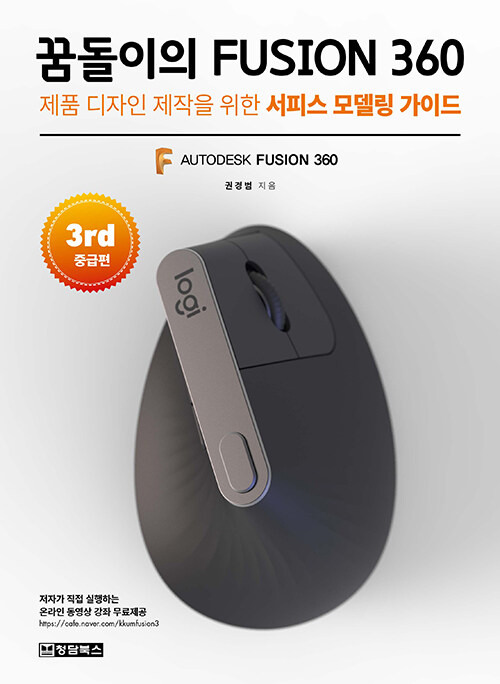 꿈돌이의 FUSION 360
제품 디자인 제작을 위한 서피스 모델링 가이드
AUTODESK FUSION 360
권경범 지음
3rd
중급편
logi
저자가 직접 실행하는
온라인 동영상 강좌 무료제공
https://cafe.naver.com/kkumfusion3
청담북스